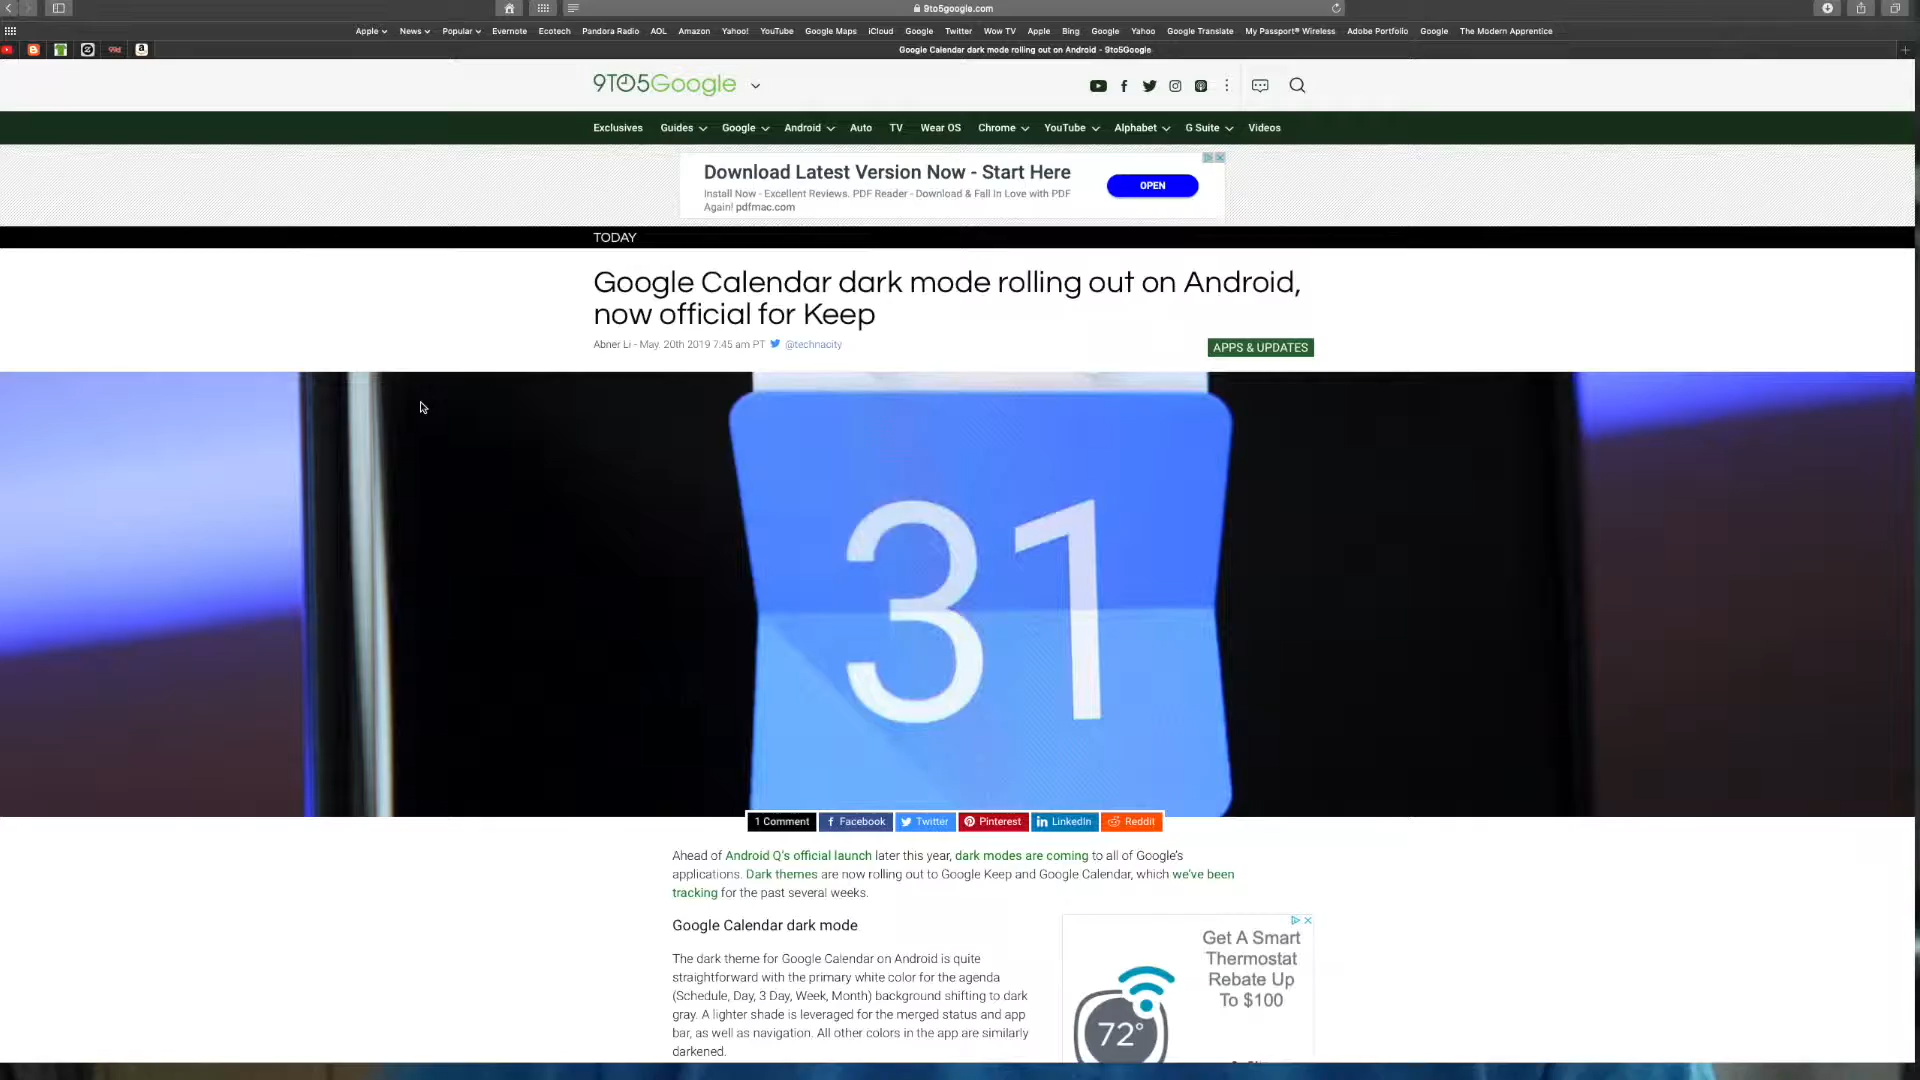 9to5google.com
Apple News Popular Evernote Ecotech Pandora Radio AOL Amazon Yahoo! YouTube Google Maps iCloud Google Twitter Wow TV Apple Bing Google Yahoo Google Translate My Passport® Wireless Adobe Portfolio Google The Modern Apprentice
Google Calendar dark mode rolling out on Android - 9to5Google
9TO5Google
Exclusives Guides Google Android Auto TV Wear OS Chrome YouTube Alphabet G Suite Videos
Download Latest Version Now - Start Here
Install Now - Excellent Reviews. PDF Reader - Download & Fall In Love with PDF
Again! pdfmac.com
OPEN
TODAY
Google Calendar dark mode rolling out on Android,
now official for Keep
Abner Li - May. 20th 2019 7:45 am PT @technacity
APPS & UPDATES
31
1 Comment Facebook Twitter Pinterest LinkedIn Reddit
Ahead of Android Q's official launch later this year, dark modes are coming to all of Google's
applications. Dark themes are now rolling out to Google Keep and Google Calendar, which we've been
tracking for the past several weeks.
Google Calendar dark mode
The dark theme for Google Calendar on Android is quite
straightforward with the primary white color for the agenda
(Schedule, Day, 3 Day, Week, Month) background shifting to dark
gray. A lighter shade is leveraged for the merged status and app
bar, as well as navigation. All other colors in the app are similarly
darkened.
Get A Smart
Thermostat
Rebate Up
To $100
72°